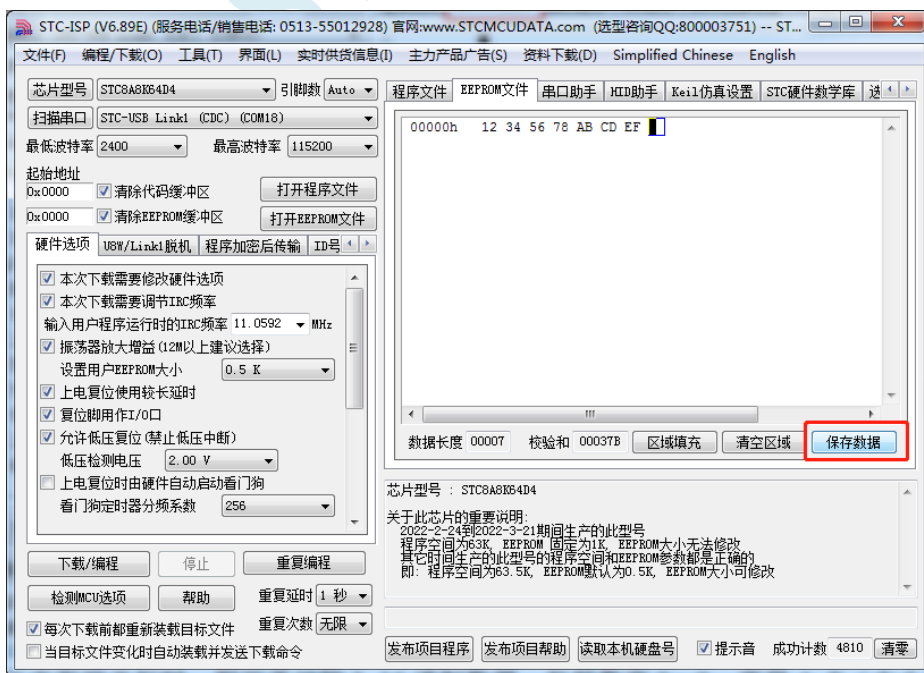 STC-ISP (V6.89E) (服务电话/销售电话: 0513-55012928) 官网:www.STCMCUDATA.com (选型咨询QQ:800003751) -- ST...
文件(F) 编程/下载(O) 工具(T) 界面(L) 实时供货信息(I) 主力产品广告(S) 资料下载(D) Simplified Chinese English
芯片型号 STC8A8K64D4 引脚数 Auto
扫描串口 STC-USB Link1 (CDC) (COM18)
最低波特率 2400 最高波特率 115200
起始地址
0x0000 清除代码缓冲区 打开程序文件
0x0000 清除EEPROM缓冲区 打开EEPROM文件
硬件选项 U8W/Link1脱机 程序加密后传输 ID号
本次下载需要修改硬件选项
本次下载需要调节IRC频率
输入用户程序运行时的IRC频率 11.0592 MHz
振荡器放大增益(12M以上建议选择)
设置用户EEPROM大小 0.5 K
上电复位使用较长延时
复位脚用作I/O口
允许低压复位(禁止低压中断)
低压检测电压 2.00 V
上电复位时由硬件自动启动看门狗
看门狗定时器分频系数 256
下载/编程 停止 重复编程
检测MCU选项 帮助 重复延时 1 秒
每次下载前都重新装载目标文件 重复次数 无限
当目标文件变化时自动装载并发送下载命令
程序文件 EEPROM文件 串口助手 HID助手 Keil仿真设置 STC硬件数学库 选
00000h 12 34 56 78 AB CD EF
数据长度 00007 校验和 0037B 区域填充 清空区域 保存数据
芯片型号 : STC8A8K64D4
关于此芯片的重要说明:
2022-2-24到2022-3-21期间生产的此型号
程序空间为63K, EEPROM 固定为1K, EEPROM大小无法修改
其它时间生产的此型号的程序空间和EEPROM参数都是正确的
即: 程序空间为63.5K, EEPROM默认为0.5K, EEPROM大小可修改
发布项目程序 发布项目帮助 读取本机硬盘号 提示音 成功计数 4810 清零